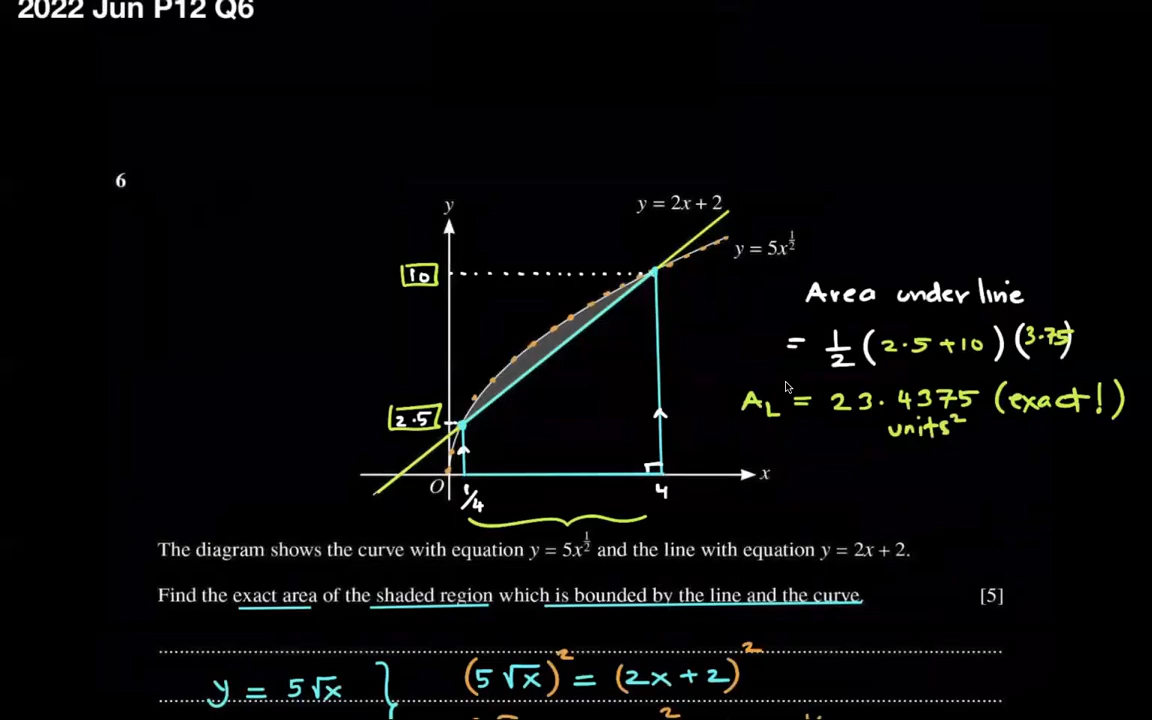 2022 Jun P12 Q6
6
y
y = 2x + 2
y = 5x^{1/2}
10
Area under line
= 1/2 (2.5+10)(3.75)
A_L = 23.4375 (exact!)
units²
2.5
O
1/4
4
x
The diagram shows the curve with equation y = 5x^{1/2} and the line with equation y = 2x + 2.
Find the exact area of the shaded region which is bounded by the line and the curve. [5]
y = 5√x } (5√x)² = (2x+2)²